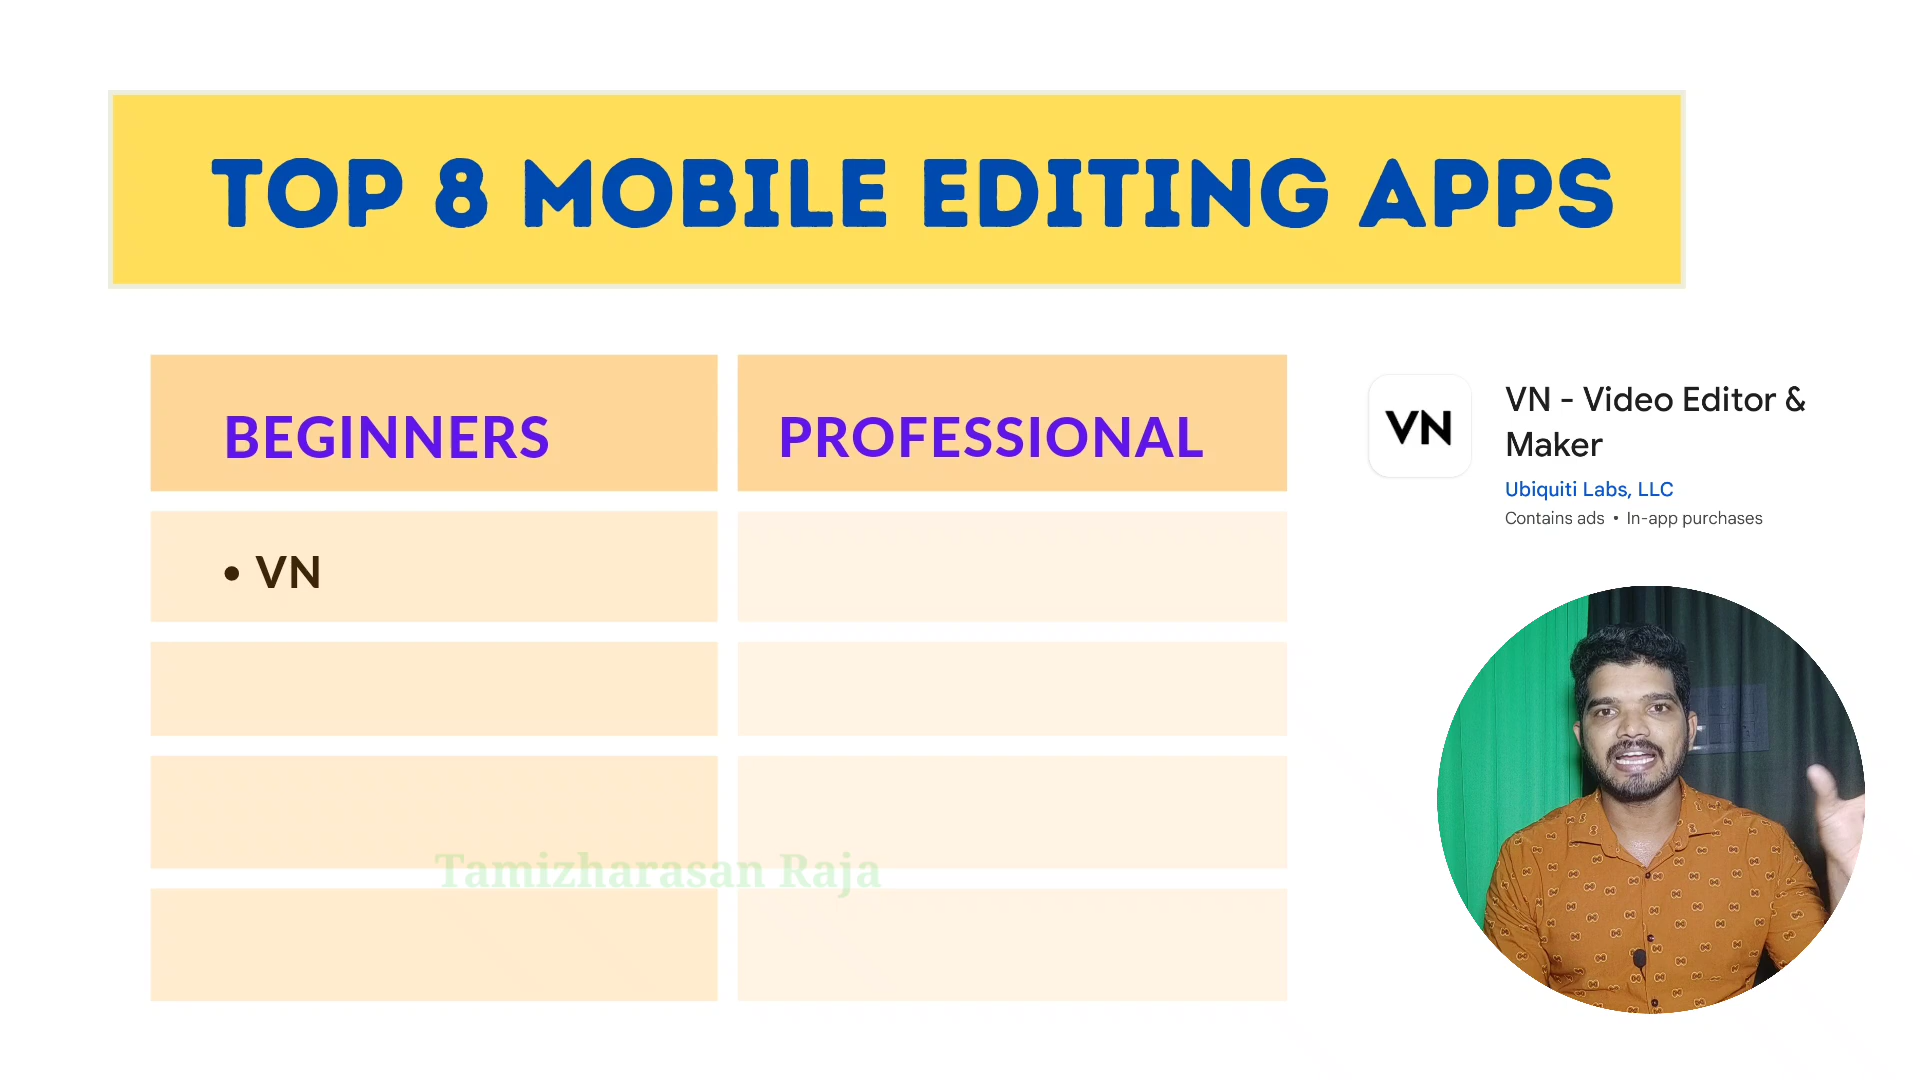 TOP 8 MOBILE EDITING APPS
BEGINNERS
PROFESSIONAL
• VN
VN
VN - Video Editor &
Maker
Ubiquiti Labs, LLC
Contains ads • In-app purchases
Tamizharasan Raja